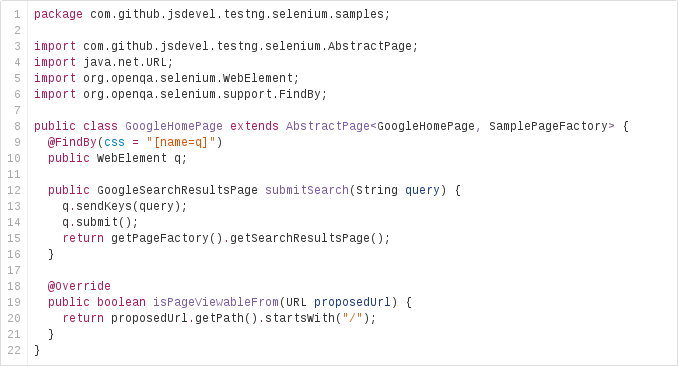 1 package com.github.jsdevel.testng.selenium.samples;
2
3 import com.github.jsdevel.testng.selenium.AbstractPage;
4 import java.net.URL;
5 import org.openqa.selenium.WebElement;
6 import org.openqa.selenium.support.FindBy;
7
8 public class GoogleHomePage extends AbstractPage<GoogleHomePage, SamplePageFactory> {
9   @FindBy(css = "[name=q]")
10   public WebElement q;
11
12   public GoogleSearchResultsPage submitSearch(String query) {
13     q.sendKeys(query);
14     q.submit();
15     return getPageFactory().getSearchResultsPage();
16   }
17
18   @Override
19   public boolean isPageViewableFrom(URL proposedUrl) {
20     return proposedUrl.getPath().startsWith("/");
21   }
22 }